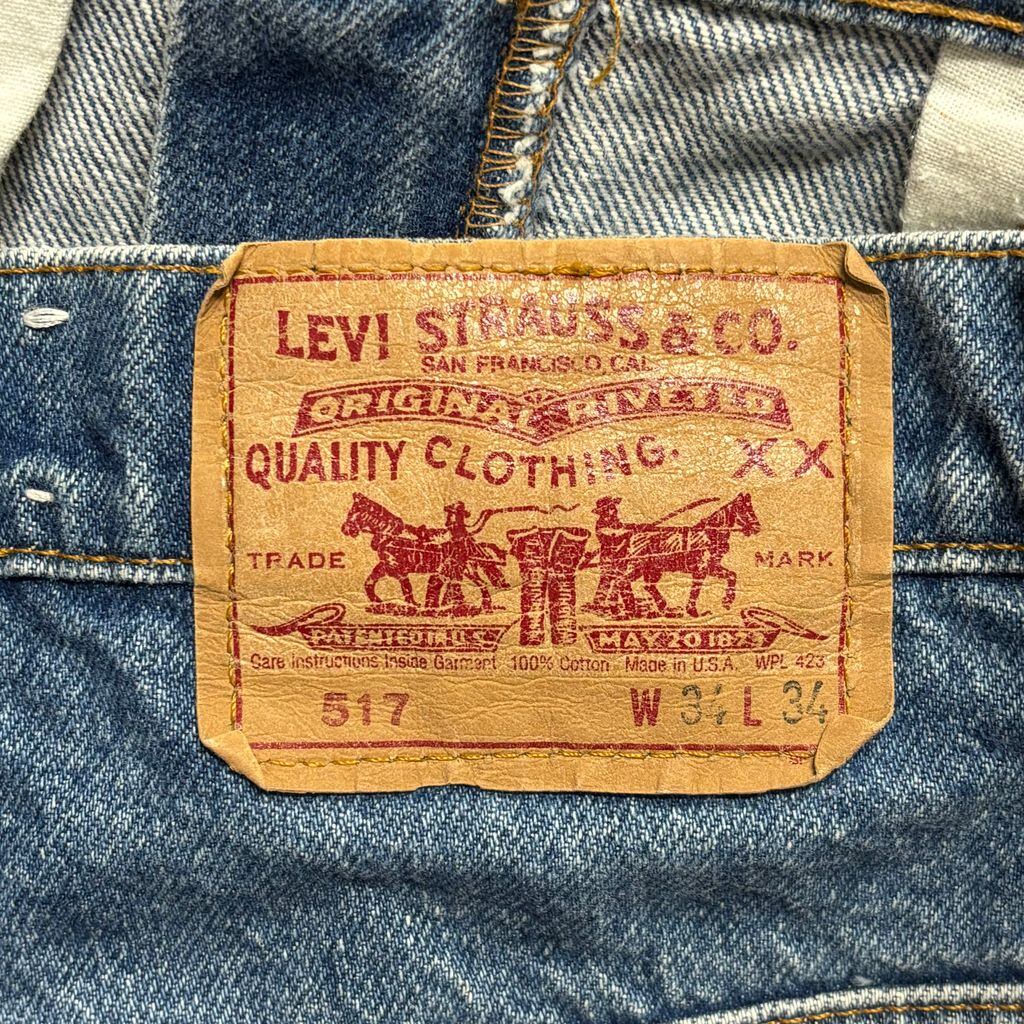 LEVI STRAUSS & CO.
SAN FRANCISCO, CAL.
ORIGINAL RIVETED
QUALITY CLOTHING. XX
TRADE MARK
PATENTED IN U.S. MAY 20 1873
Care Instructions Inside Garment 100% Cotton Made in U.S.A. WPL 423
517 W 34 L 34